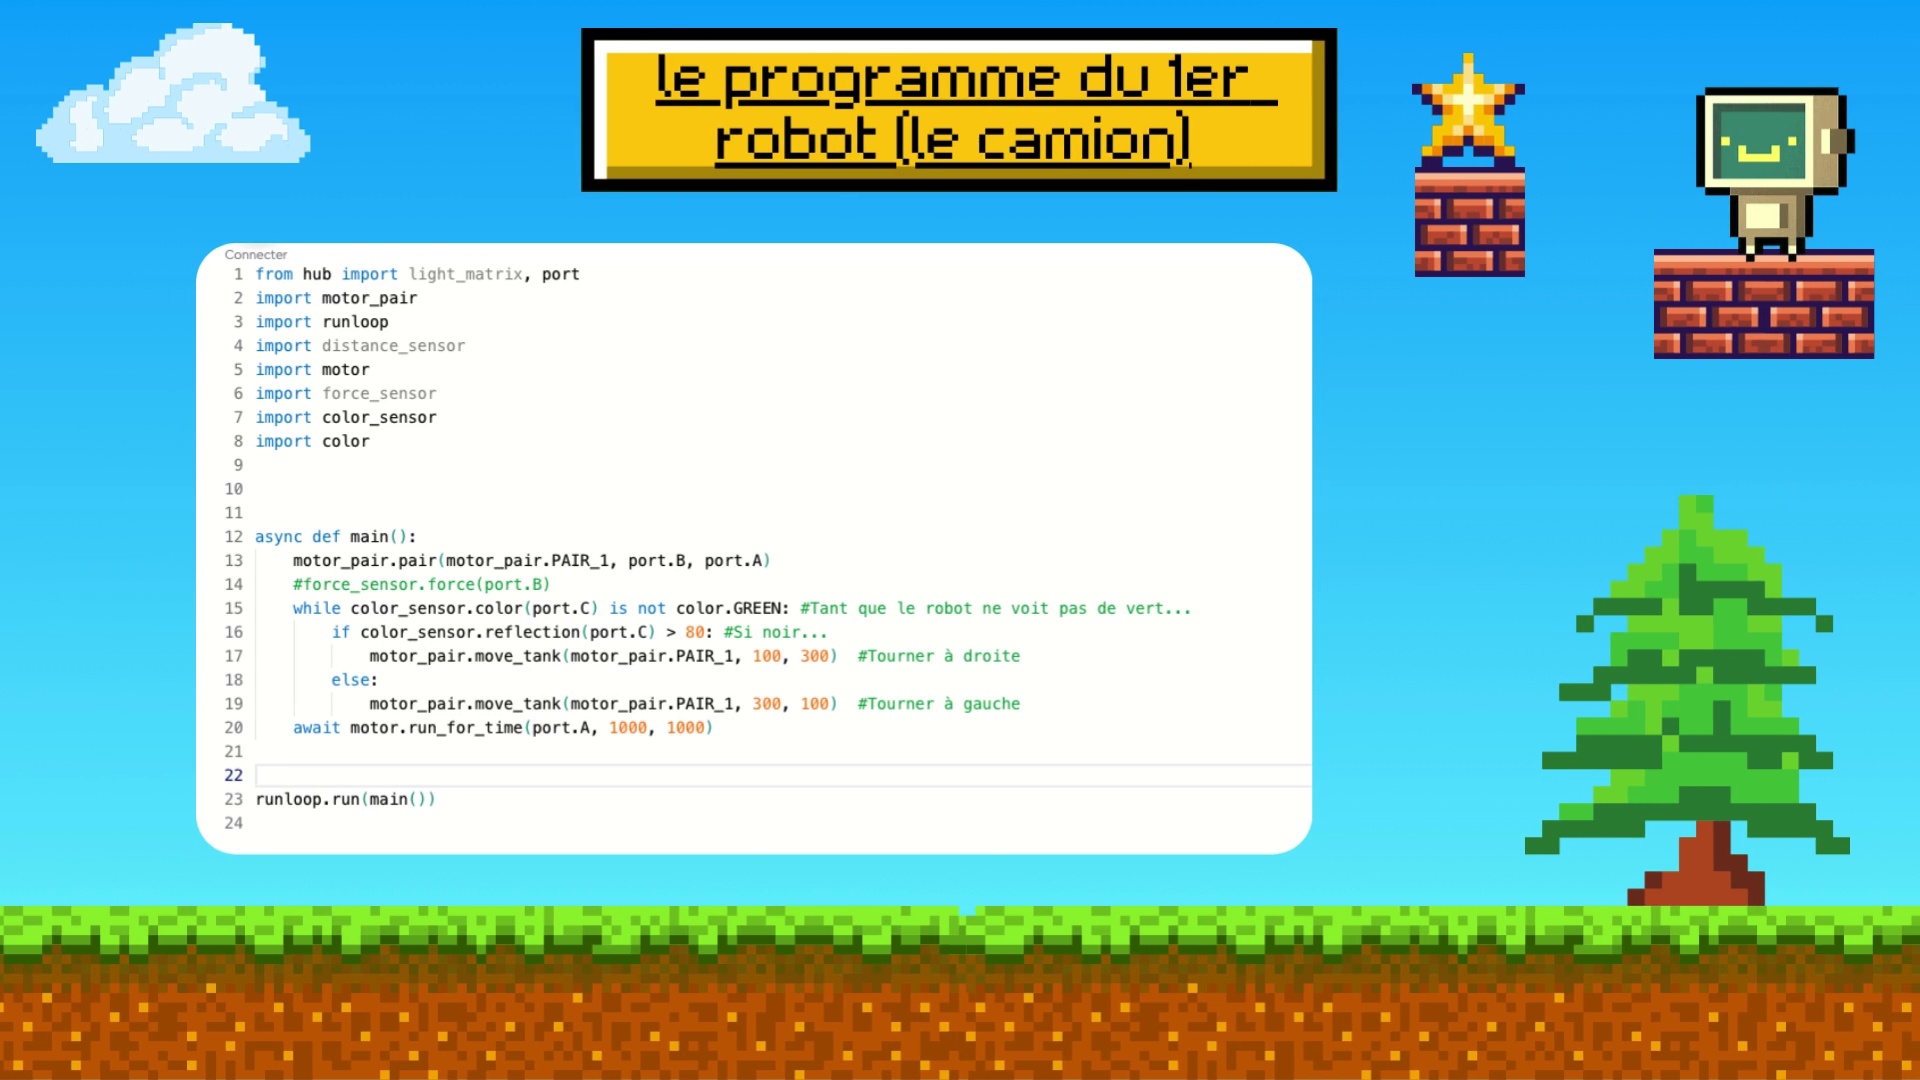 le programme du 1er
robot (le camion)
Connecter
1 from hub import light_matrix, port
2 import motor_pair
3 import runloop
4 import distance_sensor
5 import motor
6 import force_sensor
7 import color_sensor
8 import color
9
10
11
12 async def main():
13     motor_pair.pair(motor_pair.PAIR_1, port.B, port.A)
14     #force_sensor.force(port.B)
15     while color_sensor.color(port.C) is not color.GREEN: #Tant que le robot ne voit pas de vert...
16         if color_sensor.reflection(port.C) > 80: #Si noir...
17             motor_pair.move_tank(motor_pair.PAIR_1, 100, 300)  #Tourner à droite
18         else:
19             motor_pair.move_tank(motor_pair.PAIR_1, 300, 100)  #Tourner à gauche
20     await motor.run_for_time(port.A, 1000, 1000)
21
22
23 runloop.run(main())
24